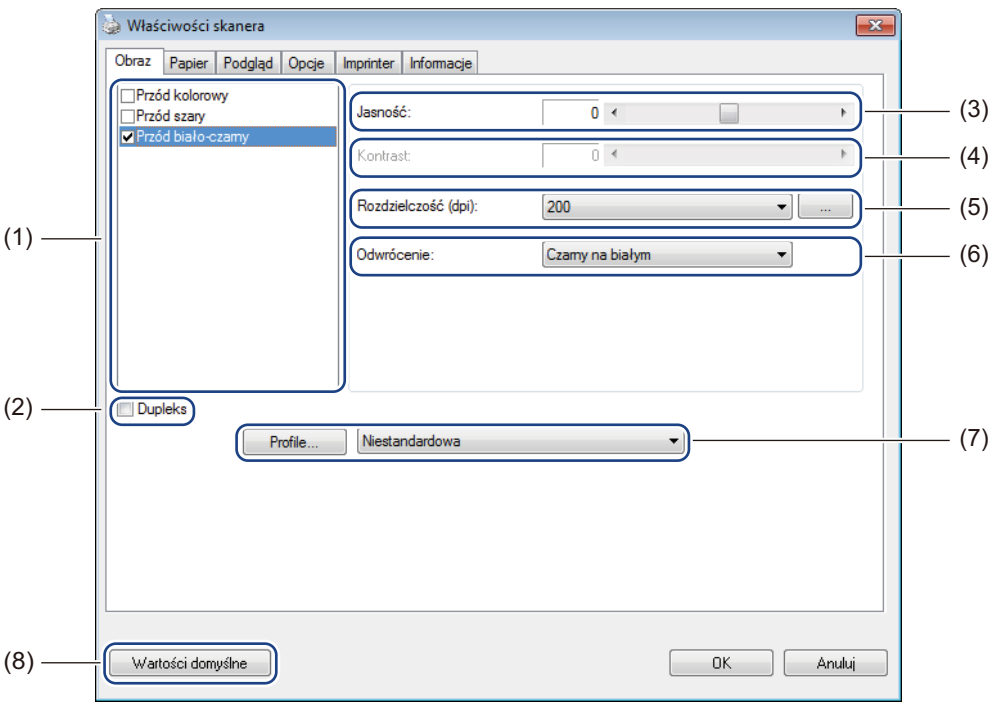 Właściwości skanera
Obraz Papier Podgląd Opcje Imprinter Informacje
Przód kolorowy
Przód szary
Przód biało-czarny
Jasność: 0
(3)
Kontrast: 0
(4)
Rozdzielczość (dpi): 200 ...
(5)
(1)
Odwrócenie: Czarny na białym
(6)
(2)
Dupleks
Profile... Niestandardowa
(7)
(8)
Wartości domyślne OK Anuluj